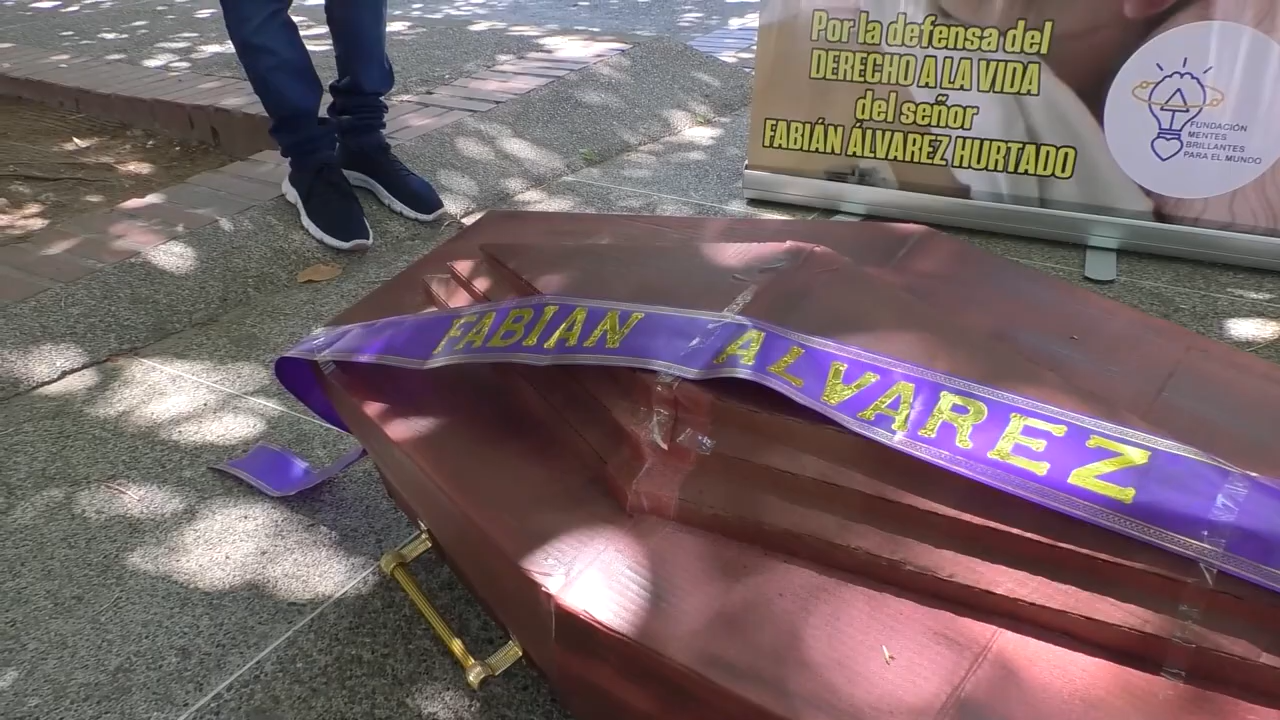 Por la defensa del
DERECHO A LA VIDA
del señor
FABIÁN ÁLVAREZ HURTADO
FUNDACIÓN
MENTES
BRILLANTES
PARA EL MUNDO
FABIAN ALVAREZ